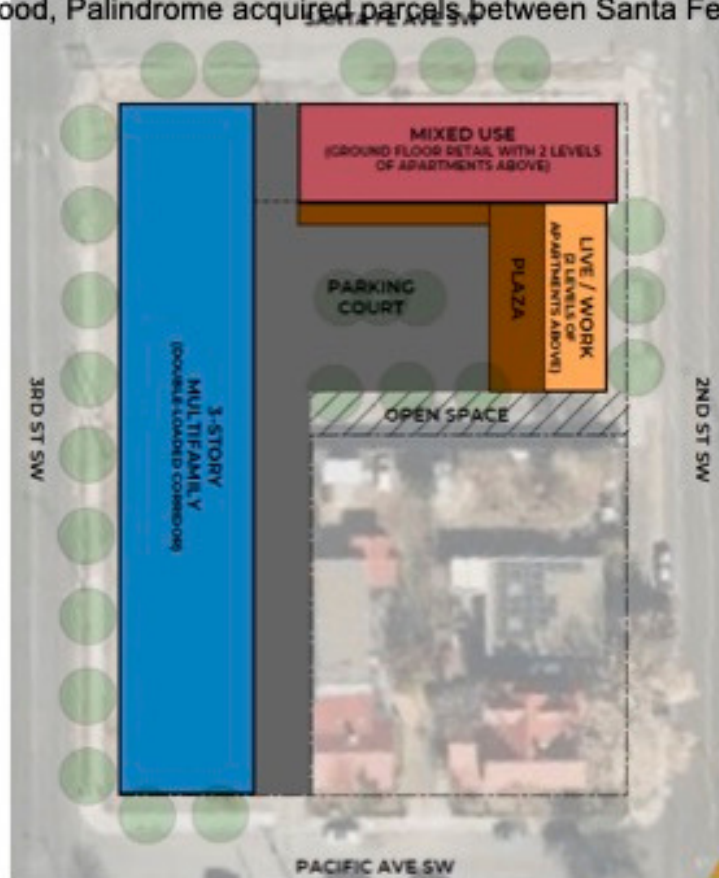 ood, Palindrome acquired parcels between Santa Fe
SANTA FE AVE SW
MIXED USE
(GROUND FLOOR RETAIL WITH 2 LEVELS
OF APARTMENTS ABOVE)
LIVE / WORK
(2 LEVELS OF
APARTMENTS ABOVE)
PLAZA
PARKING
COURT
OPEN SPACE
3RD ST SW
2ND ST SW
3-STORY
MULTIFAMILY
(DOUBLE-LOADED CORRIDOR)
PACIFIC AVE SW